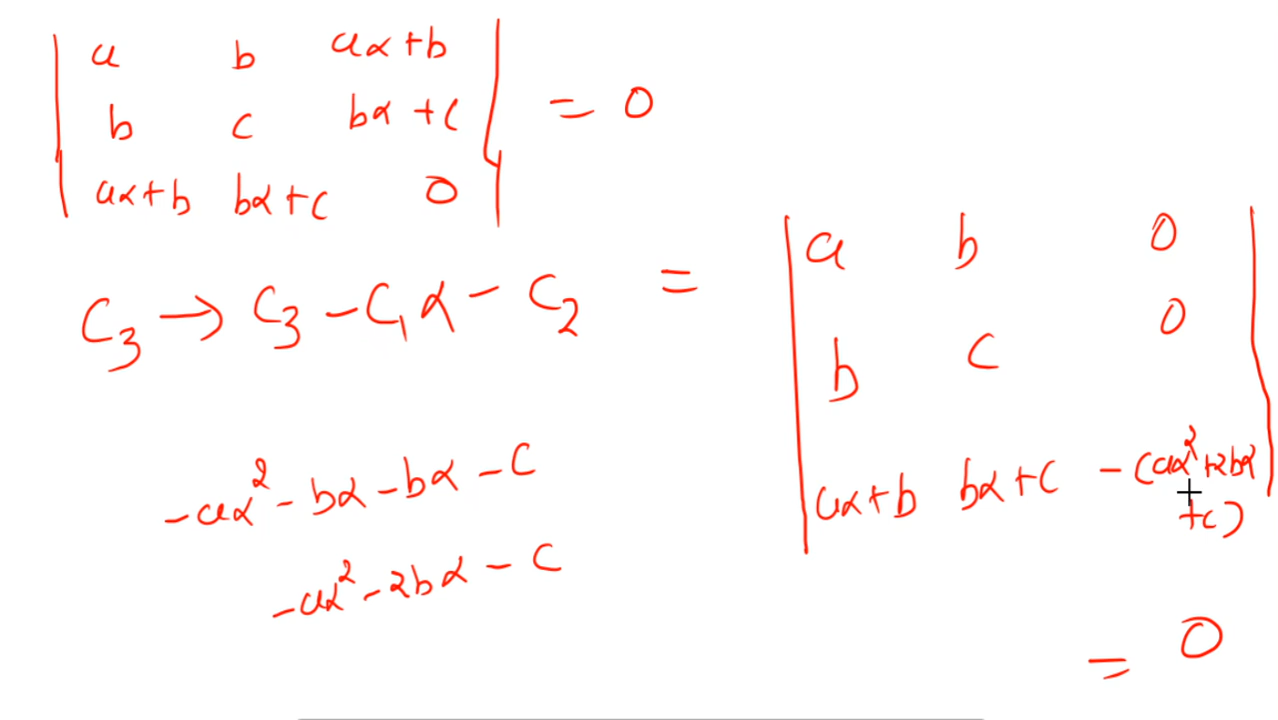 | a b aα+b |
| b c bα+c | = 0
| aα+b bα+c 0 |
C₃ → C₃ - C₁α - C₂ =
| a b 0 |
| b c 0 |
| aα+b bα+c -(aα²+2bα
+c) |
-aα² - bα - bα - c
-aα² - 2bα - c
= 0